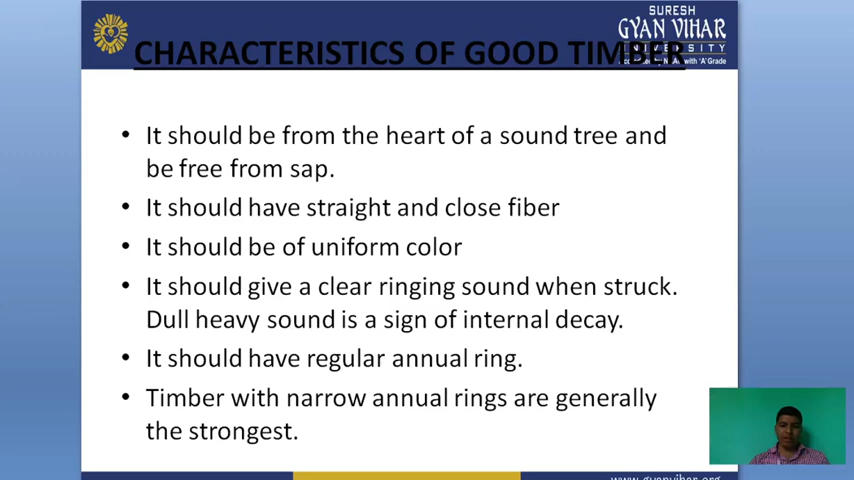 SURESH
GYAN VIHAR
UNIVERSITY
with 'A' Grade
CHARACTERISTICS OF GOOD TIMBER
• It should be from the heart of a sound tree and
be free from sap.
• It should have straight and close fiber
• It should be of uniform color
• It should give a clear ringing sound when struck.
Dull heavy sound is a sign of internal decay.
• It should have regular annual ring.
• Timber with narrow annual rings are generally
the strongest.
www.gyanvihar.org